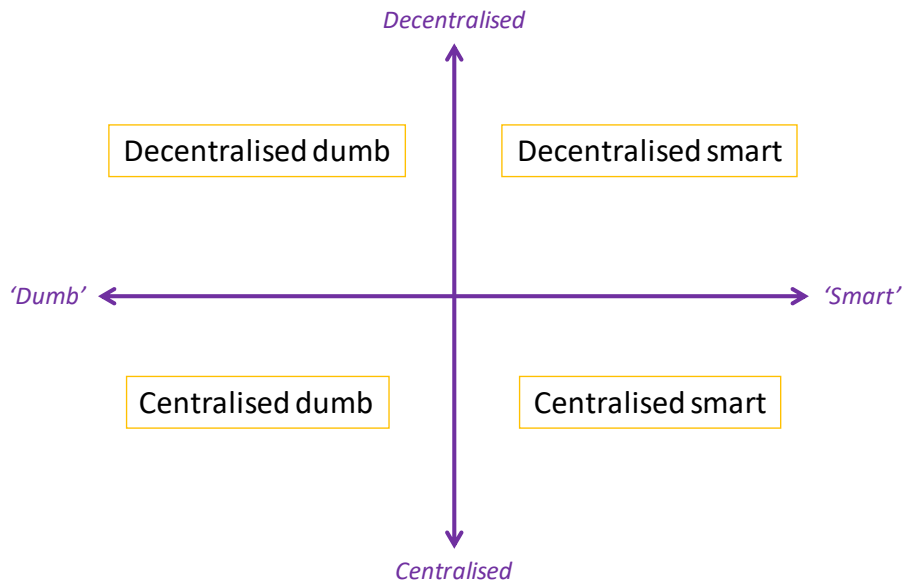 Decentralised
Decentralised dumb
Decentralised smart
‘Dumb’
‘Smart’
Centralised dumb
Centralised smart
Centralised